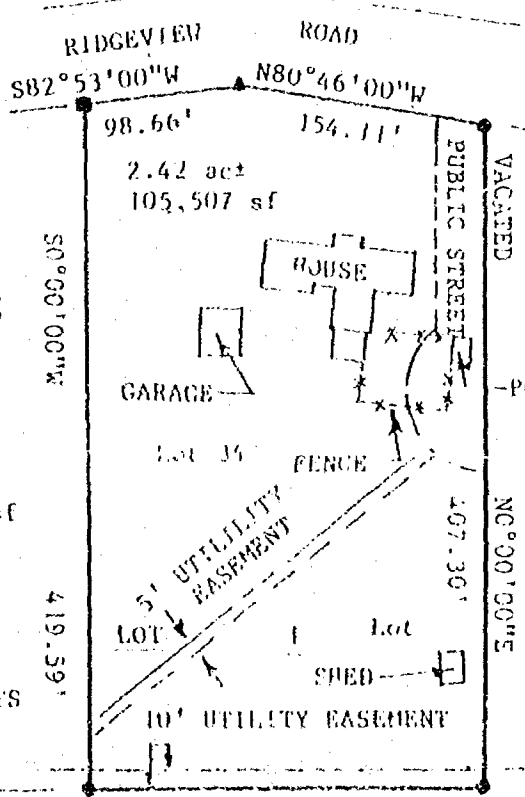 RIDGEVIEW ROAD
S82°53'00"W N80°46'00"W
98.66' 154.11'
2.42 ac±
105,507 sf
VACATED
PUBLIC STREET
HOUSE
S0°00'00"W
GARAGE
Lot 34
FENCE
5' UTILILITY
EASEMENT
N0°00'00"E
407.30'
419.59'
LOT
Lot
SHED
10' UTILITY EASEMENT